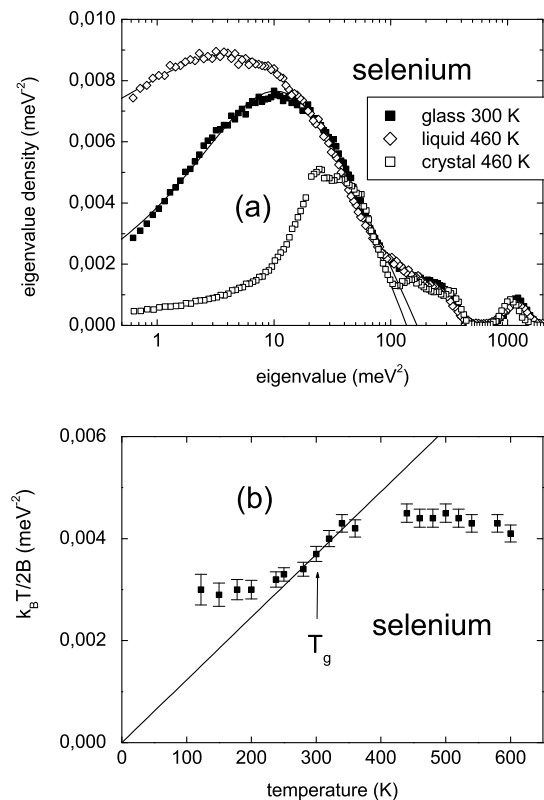 0,010
0,008
0,006
0,004
0,002
0,000
eigenvalue density (meV⁻²)
selenium
glass 300 K
liquid 460 K
crystal 460 K
(a)
1 10 100 1000
eigenvalue (meV²)
0,006
0,004
0,002
0,000
k_BT/2B (meV⁻²)
(b)
T_g
selenium
0 100 200 300 400 500 600
temperature (K)